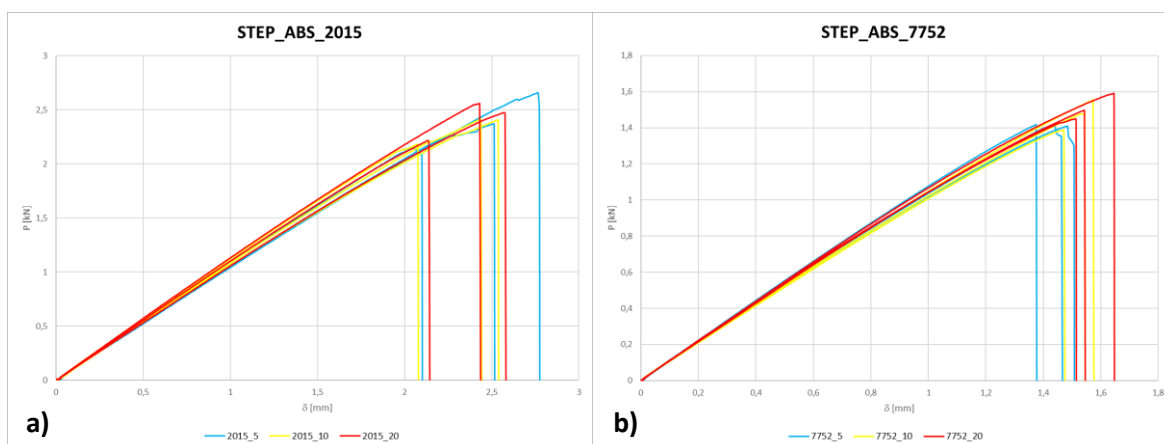 STEP_ABS_2015
3
2,5
2
1,5
1
0,5
0
P [kN]
0 0,5 1 1,5 2 2,5 3
δ [mm]
a)
2015_5 2015_10 2015_20
STEP_ABS_7752
1,8
1,6
1,4
1,2
1
0,8
0,6
0,4
0,2
0
P [kN]
0 0,2 0,4 0,6 0,8 1 1,2 1,4 1,6 1,8
δ [mm]
b)
7752_5 7752_10 7752_20